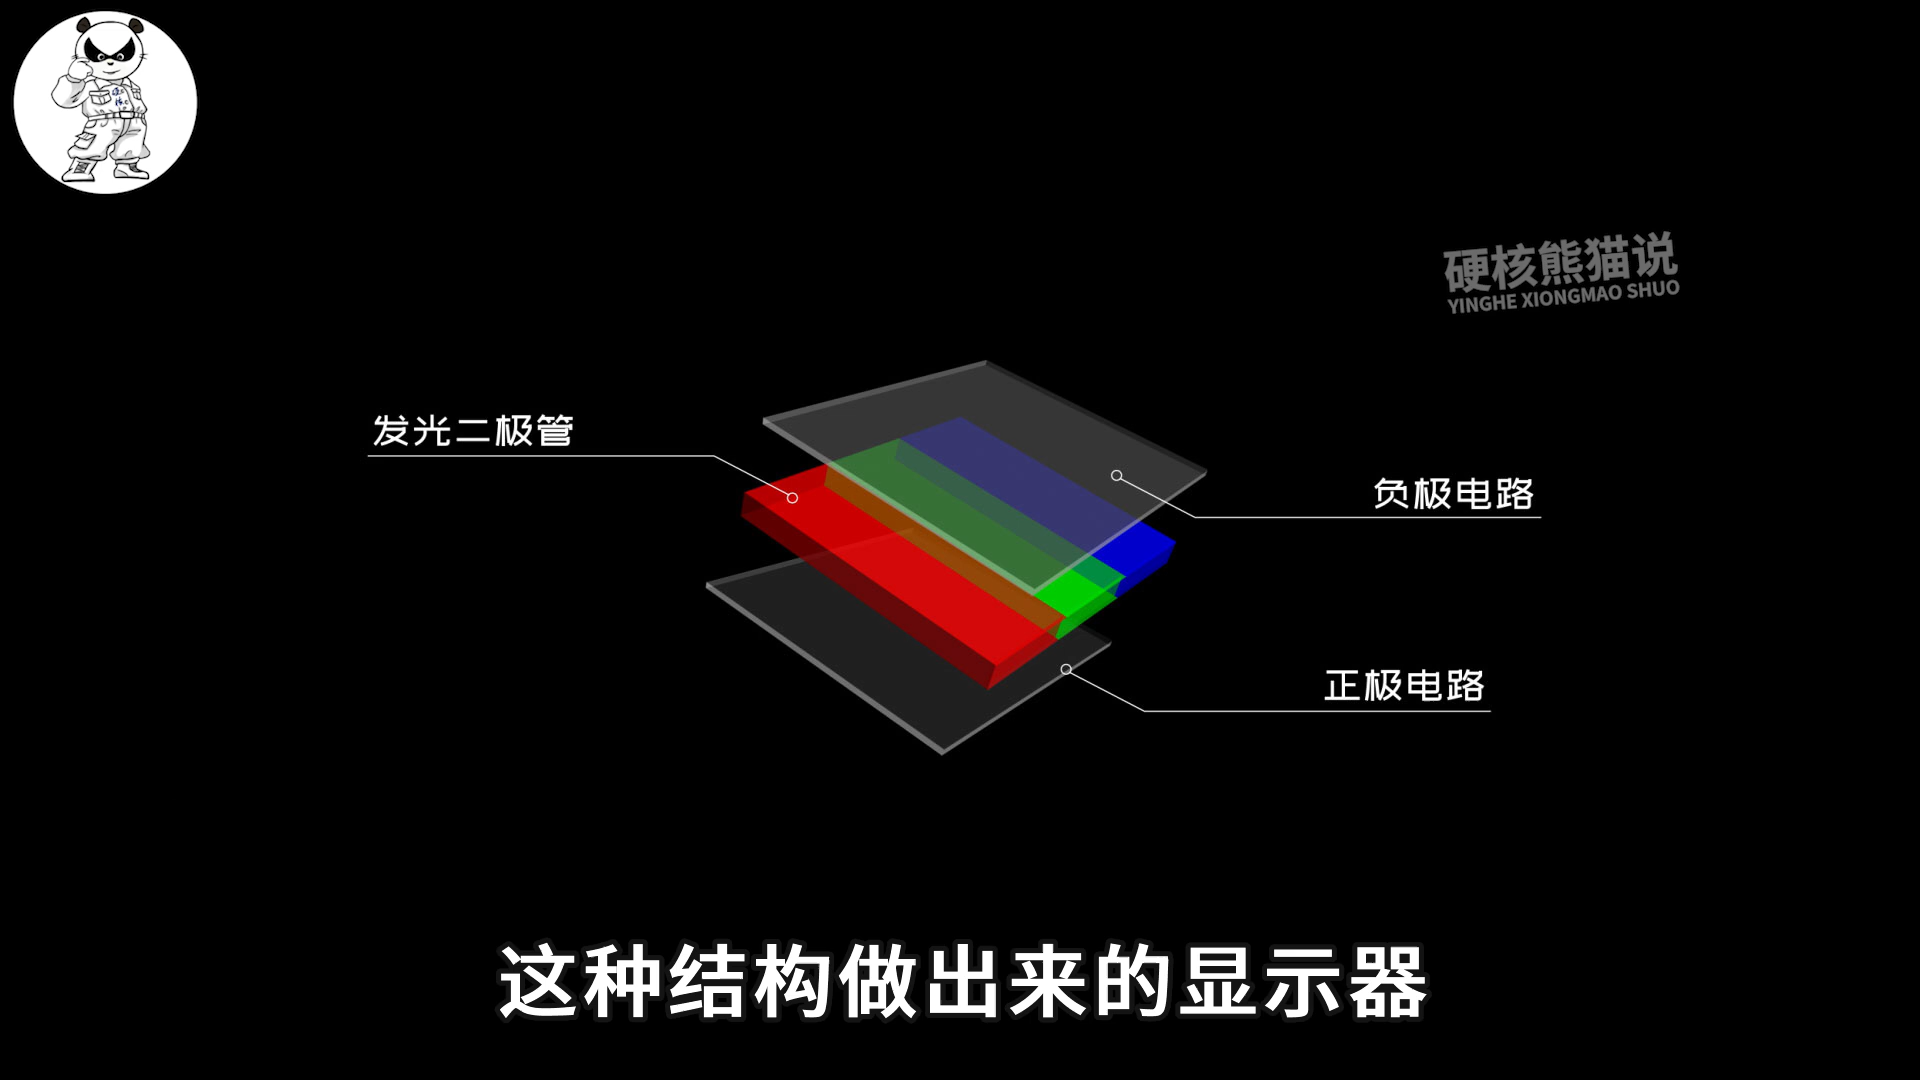 硬核熊猫说
YINGHE XIONGMAO SHUO
发光二极管
负极电路
正极电路
这种结构做出来的显示器